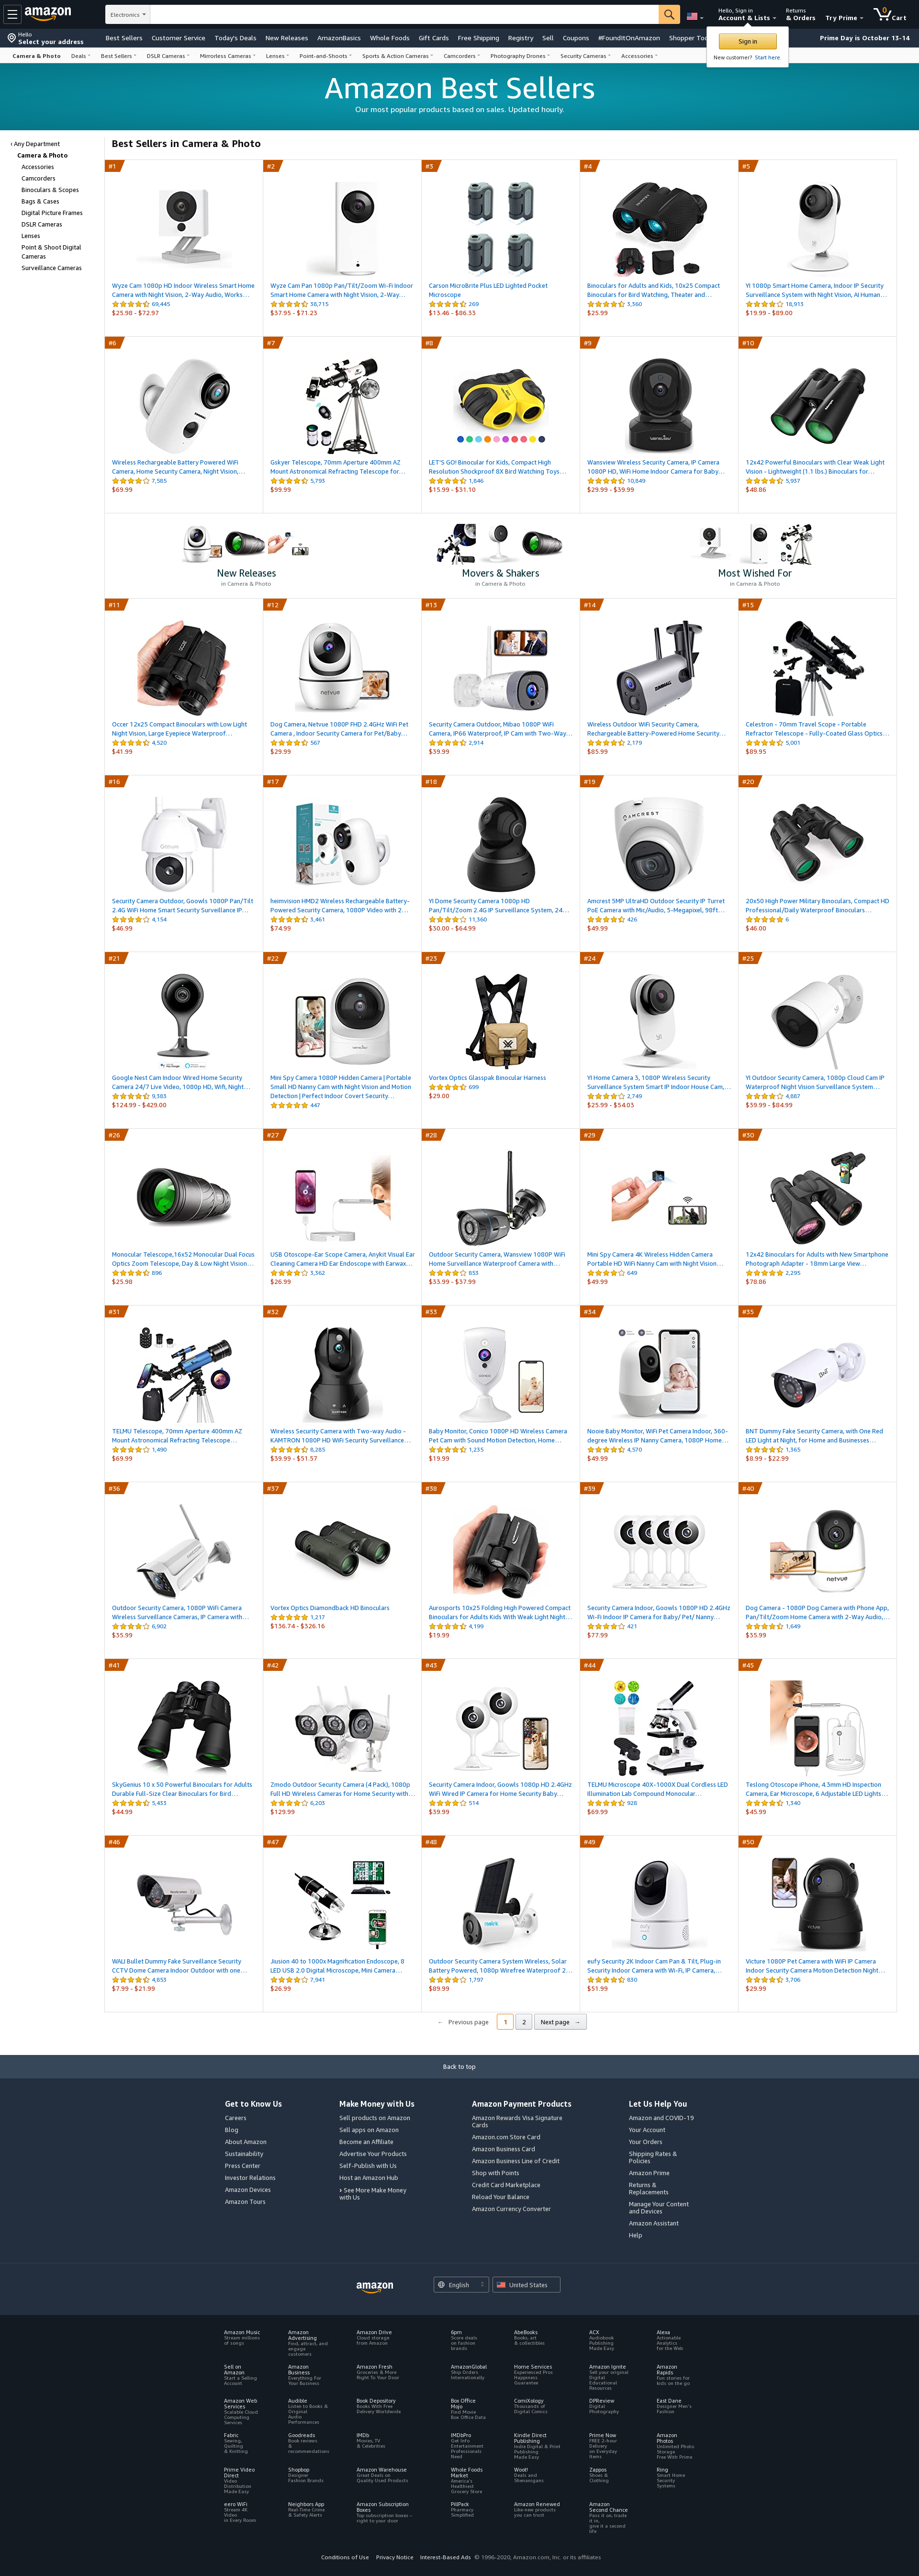 Hello
Select your address
amazon
Electronics
Hello, Sign in
Account & Lists
Returns
& Orders
Try Prime
0
Cart
Best Sellers Customer Service Today's Deals New Releases AmazonBasics Whole Foods Gift Cards Free Shipping Registry Sell Coupons #FoundItOnAmazon Shopper
Prime Day is October 13-14
Sign in
New customer? Start here.
Camera & Photo Deals Best Sellers DSLR Cameras Mirrorless Cameras Lenses Point-and-Shoots Sports & Action Cameras Camcorders Photography Drones Security Cameras Accessories
Amazon Best Sellers
Our most popular products based on sales. Updated hourly.
‹ Any Department
Camera & Photo
Accessories
Camcorders
Binoculars & Scopes
Bags & Cases
Digital Picture Frames
DSLR Cameras
Lenses
Point & Shoot Digital
Cameras
Surveillance Cameras
Best Sellers in Camera & Photo
#1
Wyze Cam 1080p HD Indoor Wireless Smart Home
Camera with Night Vision, 2-Way Audio, Works…
69,445
$25.98 - $72.97
#2
Wyze Cam Pan 1080p Pan/Tilt/Zoom Wi-Fi Indoor
Smart Home Camera with Night Vision, 2-Way…
38,715
$37.95 - $71.23
#3
Carson MicroBrite Plus LED Lighted Pocket
Microscope
269
$13.46 - $86.33
#4
Binoculars for Adults and Kids, 10x25 Compact
Binoculars for Bird Watching, Theater and…
3,360
$25.99
#5
YI 1080p Smart Home Camera, Indoor IP Security
Surveillance System with Night Vision, AI Human…
18,913
$19.99 - $89.00
#6
Wireless Rechargeable Battery Powered WiFi
Camera, Home Security Camera, Night Vision,…
7,585
$69.99
#7
Gskyer Telescope, 70mm Aperture 400mm AZ
Mount Astronomical Refracting Telescope for…
5,793
$99.99
#8
LET'S GO! Binocular for Kids, Compact High
Resolution Shockproof 8X Bird Watching Toys…
1,646
$15.99 - $31.10
#9
Wansview Wireless Security Camera, IP Camera
1080P HD, WiFi Home Indoor Camera for Baby…
10,849
$29.99 - $39.99
#10
12x42 Powerful Binoculars with Clear Weak Light
Vision - Lightweight (1.1 lbs.) Binoculars for…
5,937
$48.86
New Releases
in Camera & Photo
Movers & Shakers
in Camera & Photo
Most Wished For
in Camera & Photo
#11
Occer 12x25 Compact Binoculars with Low Light
Night Vision, Large Eyepiece Waterproof…
4,520
$41.99
#12
netvue
Dog Camera, Netvue 1080P FHD 2.4GHz WiFi Pet
Camera , Indoor Security Camera for Pet/Baby…
567
$29.99
#13
Security Camera Outdoor, Mibao 1080P WiFi
Camera, IP66 Waterproof, IP Cam with Two-Way…
2,914
$39.99
#14
Wireless Outdoor WiFi Security Camera,
Rechargeable Battery-Powered Home Security…
2,179
$85.99
#15
Celestron - 70mm Travel Scope - Portable
Refractor Telescope - Fully-Coated Glass Optics…
5,001
$89.95
#16
Security Camera Outdoor, Goowls 1080P Pan/Tilt
2.4G WiFi Home Smart Security Surveillance IP…
4,154
$46.99
#17
heimvision HMD2 Wireless Rechargeable Battery-
Powered Security Camera, 1080P Video with 2…
3,461
$74.99
#18
YI Dome Security Camera 1080p HD
Pan/Tilt/Zoom 2.4G IP Surveillance System, 24…
11,360
$30.00 - $64.99
#19
AMCREST
Amcrest 5MP UltraHD Outdoor Security IP Turret
PoE Camera with Mic/Audio, 5-Megapixel, 98ft…
426
$49.99
#20
20x50 High Power Military Binoculars, Compact HD
Professional/Daily Waterproof Binoculars…
6
$46.00
#21
Google Nest Cam Indoor Wired Home Security
Camera 24/7 Live Video, 1080p HD, Wifi, Night…
9,383
$124.99 - $429.00
#22
Mini Spy Camera 1080P Hidden Camera | Portable
Small HD Nanny Cam with Night Vision and Motion
Detection | Perfect Indoor Covert Security…
447
#23
Vortex Optics Glasspak Binocular Harness
699
$29.00
#24
YI Home Camera 3, 1080P Wireless Security
Surveillance System Smart IP Indoor House Cam,…
2,749
$25.99 - $54.03
#25
YI Outdoor Security Camera, 1080p Cloud Cam IP
Waterproof Night Vision Surveillance System…
4,887
$39.99 - $84.99
#26
Monocular Telescope,16x52 Monocular Dual Focus
Optics Zoom Telescope, Day & Low Night Vision…
896
$25.98
#27
USB Otoscope-Ear Scope Camera, Anykit Visual Ear
Cleaning Camera HD Ear Endoscope with Earwax…
3,362
$26.99
#28
Outdoor Security Camera, Wansview 1080P WiFi
Home Surveillance Waterproof Camera with…
853
$33.99 - $37.99
#29
Mini Spy Camera 4K Wireless Hidden Camera
Portable HD WiFi Nanny Cam with Night Vision…
649
$49.99
#30
12x42 Binoculars for Adults with New Smartphone
Photograph Adapter - 18mm Large View…
2,295
$78.86
#31
TELMU Telescope, 70mm Aperture 400mm AZ
Mount Astronomical Refracting Telescope…
1,490
$69.99
#32
Wireless Security Camera with Two-way Audio -
KAMTRON 1080P HD WiFi Security Surveillance…
8,285
$39.99 - $51.57
#33
Baby Monitor, Conico 1080P HD Wireless Camera
Pet Cam with Sound Motion Detection, Home…
1,235
$19.99
#34
Nooie Baby Monitor, WiFi Pet Camera Indoor, 360-
degree Wireless IP Nanny Camera, 1080P Home…
4,570
$49.99
#35
BNT Dummy Fake Security Camera, with One Red
LED Light at Night, for Home and Businesses…
1,365
$8.99 - $22.99
#36
Outdoor Security Camera, 1080P WiFi Camera
Wireless Surveillance Cameras, IP Camera with…
6,902
$35.99
#37
Vortex Optics Diamondback HD Binoculars
1,217
$136.74 - $326.16
#38
Aurosports 10x25 Folding High Powered Compact
Binoculars for Adults Kids With Weak Light Night…
4,199
$19.99
#39
Security Camera Indoor, Goowls 1080P HD 2.4GHz
Wi-Fi Indoor IP Camera for Baby/ Pet/ Nanny…
421
$77.99
#40
netvue
Dog Camera - 1080P Dog Camera with Phone App,
Pan/Tilt/Zoom Home Camera with 2-Way Audio,…
1,649
$35.99
#41
SkyGenius 10 x 50 Powerful Binoculars for Adults
Durable Full-Size Clear Binoculars for Bird…
5,453
$44.99
#42
Zmodo Outdoor Security Camera (4 Pack), 1080p
Full HD Wireless Cameras for Home Security with…
6,203
$129.99
#43
Security Camera Indoor, Goowls 1080p HD 2.4GHz
WiFi Wired IP Camera for Home Security Baby…
514
$39.99
#44
TELMU Microscope 40X-1000X Dual Cordless LED
Illumination Lab Compound Monocular…
928
$69.99
#45
Teslong Otoscope iPhone, 4.3mm HD Inspection
Camera, Ear Microscope, 6 Adjustable LED Lights…
1,340
$45.99
#46
WALI Bullet Dummy Fake Surveillance Security
CCTV Dome Camera Indoor Outdoor with one…
4,853
$7.99 - $21.99
#47
Jiusion 40 to 1000x Magnification Endoscope, 8
LED USB 2.0 Digital Microscope, Mini Camera…
7,941
$26.99
#48
Outdoor Security Camera System Wireless, Solar
Battery Powered, 1080p Wirefree Waterproof 2…
1,797
$89.99
#49
eufy Security 2K Indoor Cam Pan & Tilt, Plug-in
Security Indoor Camera with Wi-Fi, IP Camera,…
830
$51.99
#50
Victure 1080P Pet Camera with WiFi IP Camera
Indoor Security Camera Motion Detection Night…
3,706
$29.99
← Previous page 1 2 Next page →
Back to top
Get to Know Us
Careers
Blog
About Amazon
Sustainability
Press Center
Investor Relations
Amazon Devices
Amazon Tours
Make Money with Us
Sell products on Amazon
Sell apps on Amazon
Become an Affiliate
Advertise Your Products
Self-Publish with Us
Host an Amazon Hub
› See More Make Money
with Us
Amazon Payment Products
Amazon Rewards Visa Signature
Cards
Amazon.com Store Card
Amazon Business Card
Amazon Business Line of Credit
Shop with Points
Credit Card Marketplace
Reload Your Balance
Amazon Currency Converter
Let Us Help You
Amazon and COVID-19
Your Account
Your Orders
Shipping Rates &
Policies
Amazon Prime
Returns &
Replacements
Manage Your Content
and Devices
Amazon Assistant
Help
amazon
English
United States
Amazon Music
Stream millions
of songs
Amazon
Advertising
Find, attract, and
engage
customers
Amazon Drive
Cloud storage
from Amazon
6pm
Score deals
on fashion
brands
AbeBooks
Books, art
& collectibles
ACX
Audiobook
Publishing
Made Easy
Alexa
Actionable
Analytics
for the Web
Sell on
Amazon
Start a Selling
Account
Amazon
Business
Everything For
Your Business
Amazon Fresh
Groceries & More
Right To Your Door
AmazonGlobal
Ship Orders
Internationally
Home Services
Experienced Pros
Happiness
Guarantee
Amazon Ignite
Sell your original
Digital
Educational
Resources
Amazon
Rapids
Fun stories for
kids on the go
Amazon Web
Services
Scalable Cloud
Computing
Services
Audible
Listen to Books &
Original
Audio
Performances
Book Depository
Books With Free
Delivery Worldwide
Box Office
Mojo
Find Movie
Box Office Data
ComiXology
Thousands of
Digital Comics
DPReview
Digital
Photography
East Dane
Designer Men's
Fashion
Fabric
Sewing,
Quilting
& Knitting
Goodreads
Book reviews
&
recommendations
IMDb
Movies, TV
& Celebrities
IMDbPro
Get Info
Entertainment
Professionals
Need
Kindle Direct
Publishing
Indie Digital & Print
Publishing
Made Easy
Prime Now
FREE 2-hour
Delivery
on Everyday
Items
Amazon
Photos
Unlimited Photo
Storage
Free With Prime
Prime Video
Direct
Video
Distribution
Made Easy
Shopbop
Designer
Fashion Brands
Amazon Warehouse
Great Deals on
Quality Used Products
Whole Foods
Market
America's
Healthiest
Grocery Store
Woot!
Deals and
Shenanigans
Zappos
Shoes &
Clothing
Ring
Smart Home
Security
Systems
eero WiFi
Stream 4K
Video
in Every Room
Neighbors App
Real-Time Crime
& Safety Alerts
Amazon Subscription
Boxes
Top subscription boxes –
right to your door
PillPack
Pharmacy
Simplified
Amazon Renewed
Like-new products
you can trust
Amazon
Second Chance
Pass it on, trade
it in,
give it a second
life
Conditions of Use Privacy Notice Interest-Based Ads © 1996-2020, Amazon.com, Inc. or its affiliates